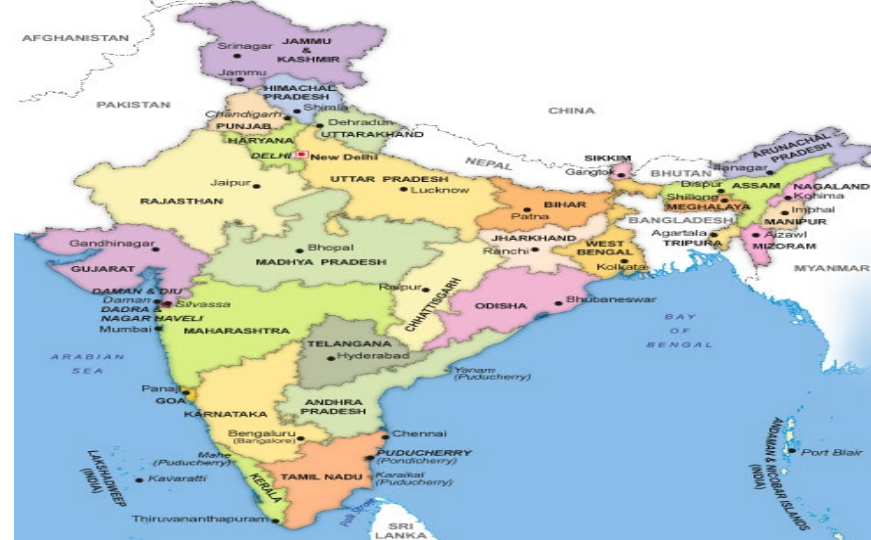 AFGHANISTAN
JAMMU
&
KASHMIR
Srinagar
Jammu
HIMACHAL
PRADESH
Shimla
PAKISTAN
CHINA
Chandigarh
PUNJAB
Dehradun
UTTARAKHAND
HARYANA
DELHI
New Delhi
NEPAL
SIKKIM
Gangtok
BHUTAN
ARUNACHAL
PRADESH
Itanagar
Jaipur
RAJASTHAN
UTTAR PRADESH
Lucknow
BIHAR
Patna
Dispur
ASSAM
NAGALAND
Kohima
Shillong
MEGHALAYA
Imphal
MANIPUR
BANGLADESH
Agartala
TRIPURA
Aizawl
MIZORAM
MYANMAR
Gandhinagar
GUJARAT
Bhopal
MADHYA PRADESH
JHARKHAND
Ranchi
WEST
BENGAL
Kolkata
Raipur
CHHATTISGARH
ODISHA
Bhubaneswar
DAMAN & DIU
Daman
Silvassa
DADRA &
NAGAR HAVELI
Mumbai
MAHARASHTRA
TELANGANA
Hyderabad
BAY
OF
BENGAL
ARABIAN
SEA
Yanam
(Puducherry)
Panaji
GOA
KARNATAKA
ANDHRA
PRADESH
Bengaluru
(Bangalore)
Chennai
PUDUCHERRY
(Pondicherry)
Mahe
(Puducherry)
TAMIL NADU
Karaikal
(Puducherry)
KERALA
LAKSHADWEEP
(INDIA)
Kavaratti
Thiruvananthapuram
Palk Strait
SRI
LANKA
ANDAMAN & NICOBAR ISLANDS
(INDIA)
Port Blair